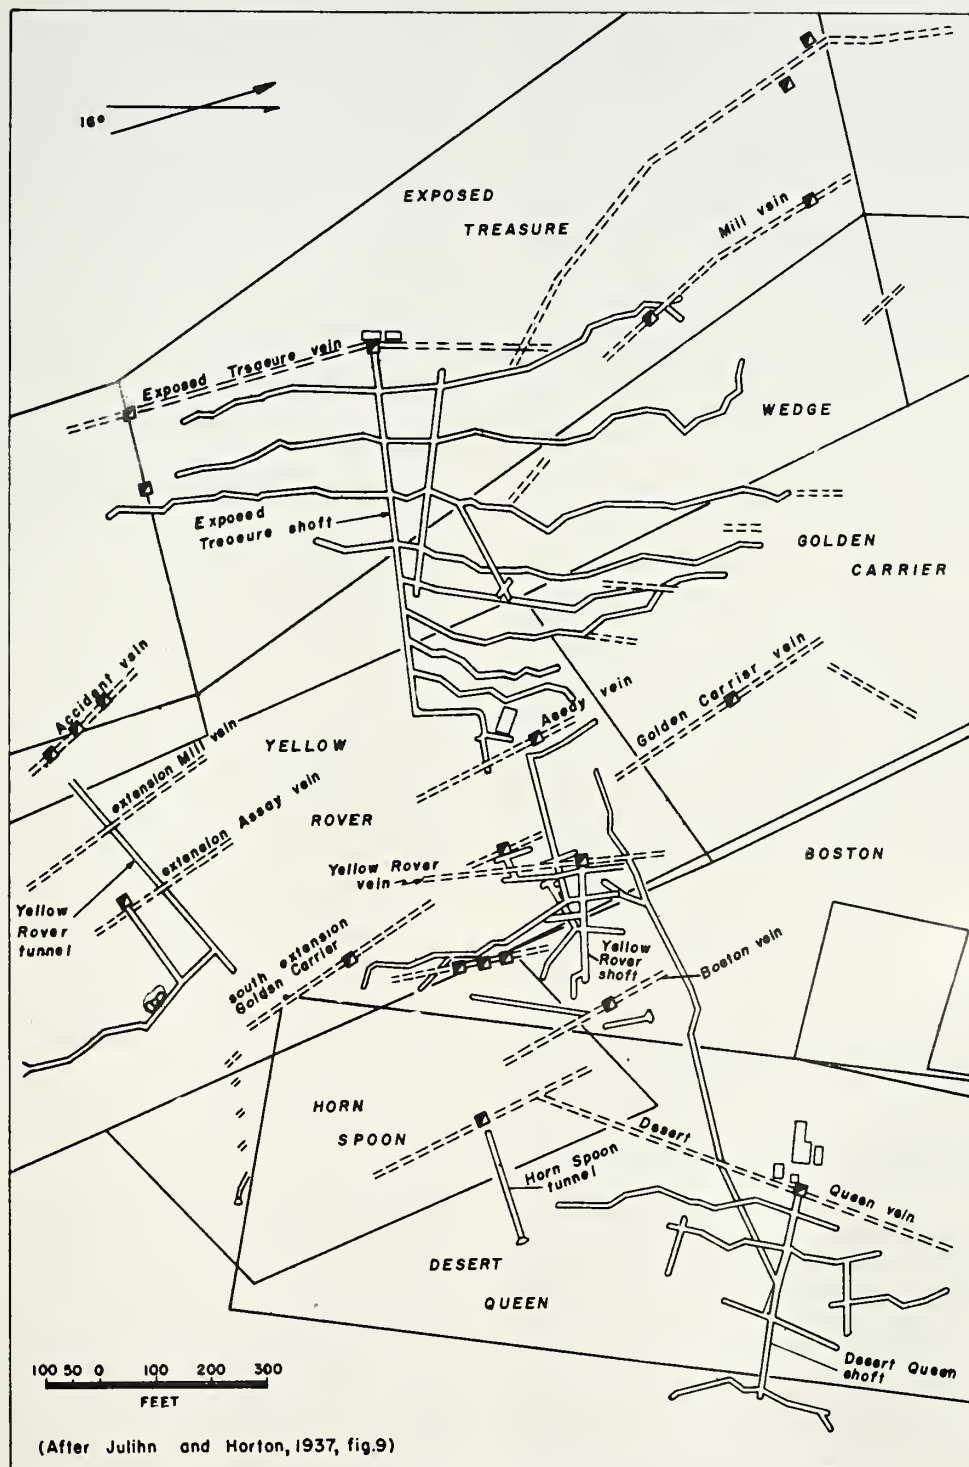 16°
EXPOSED
TREASURE
Mill vein
Exposed Treasure vein
WEDGE
Exposed
Treasure shaft
GOLDEN
CARRIER
Accident vein
extension Mill vein
YELLOW
Assay vein
Golden Carrier vein
extension Assay vein
ROVER
BOSTON
Yellow Rover
vein
Yellow
Rover
tunnel
south extension
Golden Carrier
Yellow
Rover
shaft
Boston vein
HORN
SPOON
Desert
Queen vein
Horn Spoon
tunnel
DESERT
QUEEN
Desert Queen
shaft
100 50 0 100 200 300
FEET
(After Julihn and Horton, 1937, fig.9)